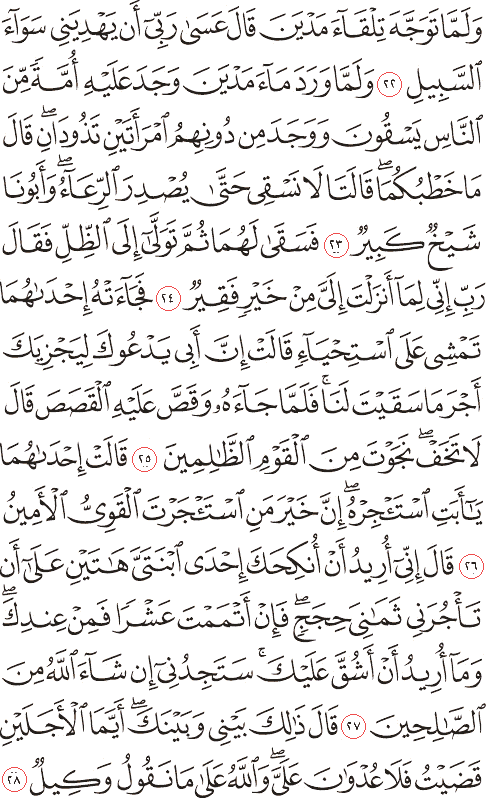 وَلَمَّا تَوَجَّهَ تِلْقَآءَ مَدْيَنَ قَالَ عَسَىٰ رَبِّىٓ أَن يَهْدِيَنِى سَوَآءَ
ٱلسَّبِيلِ ٢٢ وَلَمَّا وَرَدَ مَآءَ مَدْيَنَ وَجَدَ عَلَيْهِ أُمَّةً مِّنَ
ٱلنَّاسِ يَسْقُونَ وَوَجَدَ مِن دُونِهِمُ ٱمْرَأَتَيْنِ تَذُودَانِ ۖ قَالَ
مَا خَطْبُكُمَا ۖ قَالَتَا لَا نَسْقِى حَتَّىٰ يُصْدِرَ ٱلرِّعَآءُ ۖ وَأَبُونَا
شَيْخٌ كَبِيرٌ ٢٣ فَسَقَىٰ لَهُمَا ثُمَّ تَوَلَّىٰٓ إِلَى ٱلظِّلِّ فَقَالَ
رَبِّ إِنِّى لِمَآ أَنزَلْتَ إِلَىَّ مِنْ خَيْرٍ فَقِيرٌ ٢٤ فَجَآءَتْهُ إِحْدَىٰهُمَا
تَمْشِى عَلَى ٱسْتِحْيَآءٍ قَالَتْ إِنَّ أَبِى يَدْعُوكَ لِيَجْزِيَكَ
أَجْرَ مَا سَقَيْتَ لَنَا ۚ فَلَمَّا جَآءَهُۥ وَقَصَّ عَلَيْهِ ٱلْقَصَصَ قَالَ
لَا تَخَفْ ۖ نَجَوْتَ مِنَ ٱلْقَوْمِ ٱلظَّـٰلِمِينَ ٢٥ قَالَتْ إِحْدَىٰهُمَا
يَـٰٓأَبَتِ ٱسْتَـْٔجِرْهُ ۖ إِنَّ خَيْرَ مَنِ ٱسْتَـْٔجَرْتَ ٱلْقَوِىُّ ٱلْأَمِينُ
٢٦ قَالَ إِنِّىٓ أُرِيدُ أَنْ أُنكِحَكَ إِحْدَى ٱبْنَتَىَّ هَـٰتَيْنِ عَلَىٰٓ أَن
تَأْجُرَنِى ثَمَـٰنِىَ حِجَجٍ ۖ فَإِنْ أَتْمَمْتَ عَشْرًا فَمِنْ عِندِكَ ۖ
وَمَآ أُرِيدُ أَنْ أَشُقَّ عَلَيْكَ ۚ سَتَجِدُنِىٓ إِن شَآءَ ٱللَّهُ مِنَ
ٱلصَّـٰلِحِينَ ٢٧ قَالَ ذَٰلِكَ بَيْنِى وَبَيْنَكَ ۖ أَيَّمَا ٱلْأَجَلَيْنِ
قَضَيْتُ فَلَا عُدْوَٰنَ عَلَىَّ ۖ وَٱللَّهُ عَلَىٰ مَا نَقُولُ وَكِيلٌ ٢٨